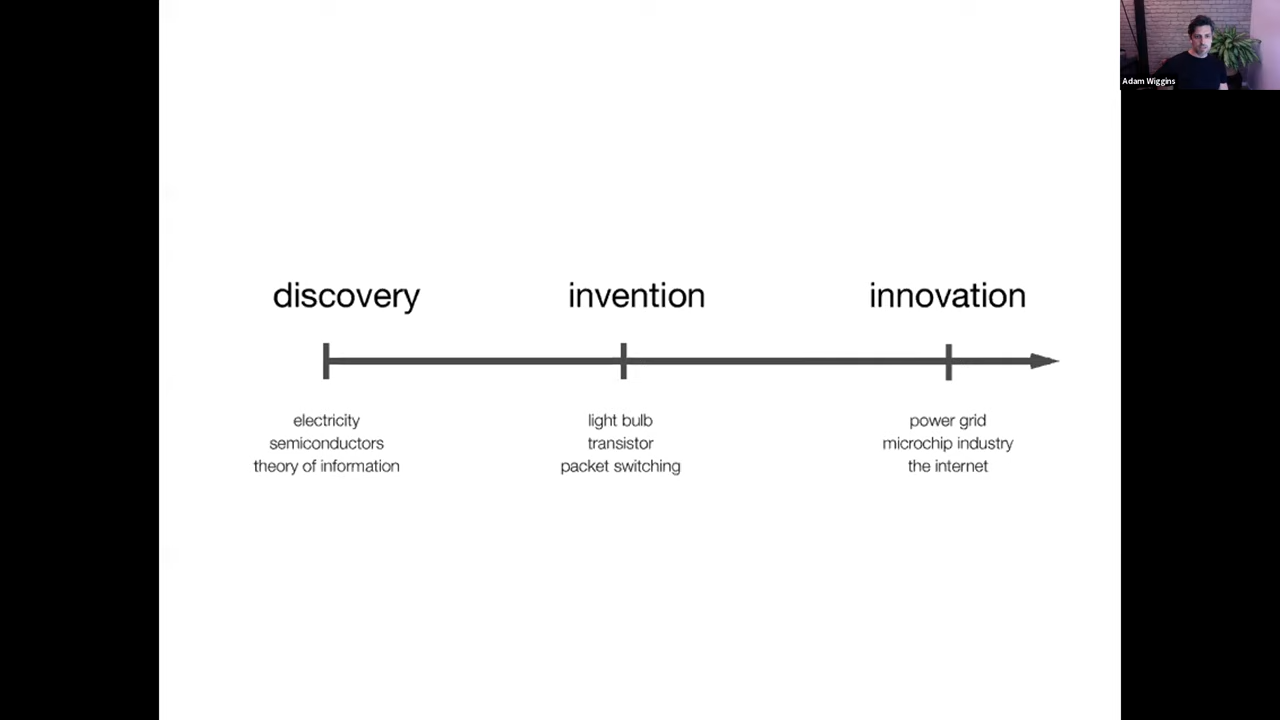 Adam Wiggins
discovery
invention
innovation
electricity
semiconductors
theory of information
light bulb
transistor
packet switching
power grid
microchip industry
the internet